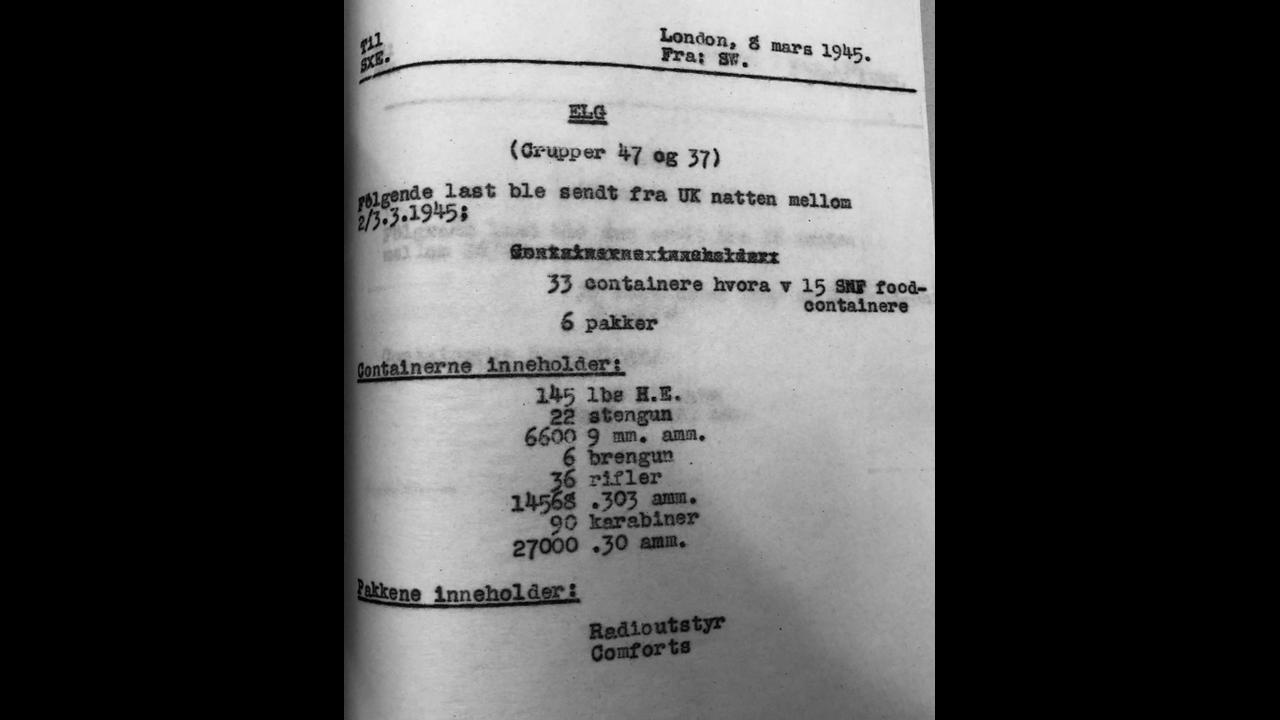 Til
SXE.
London, 8 mars 1945.
Fra: SW.
ELG
(Grupper 47 og 37)
Følgende last ble sendt fra UK natten mellom
2/3.3.1945;
33 containere hvora v 15 SNF food-
containere
6 pakker
Containerne inneholder:
145 lbs H.E.
22 stengun
6600 9 mm. amm.
6 brengun
36 rifler
14568 .303 amm.
90 karabiner
27000 .30 amm.
Pakkene inneholder:
Radioutstyr
Comforts